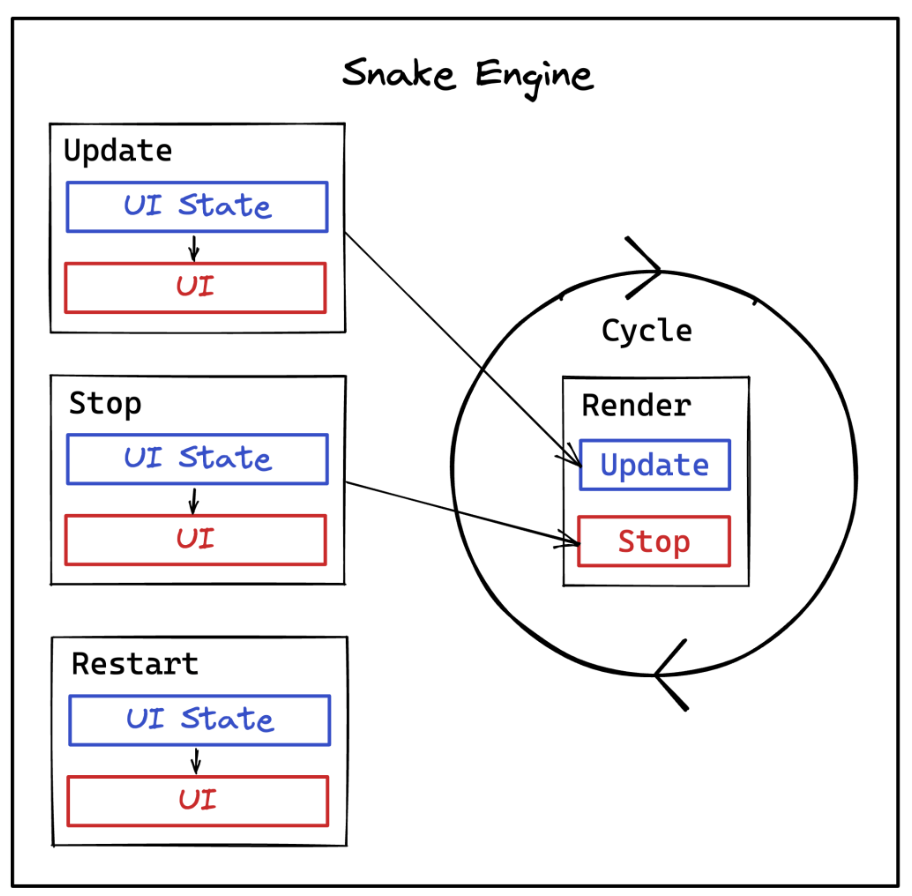 Snake Engine
Update
UI State
UI
Stop
UI State
UI
Restart
UI State
UI
Cycle
Render
Update
Stop